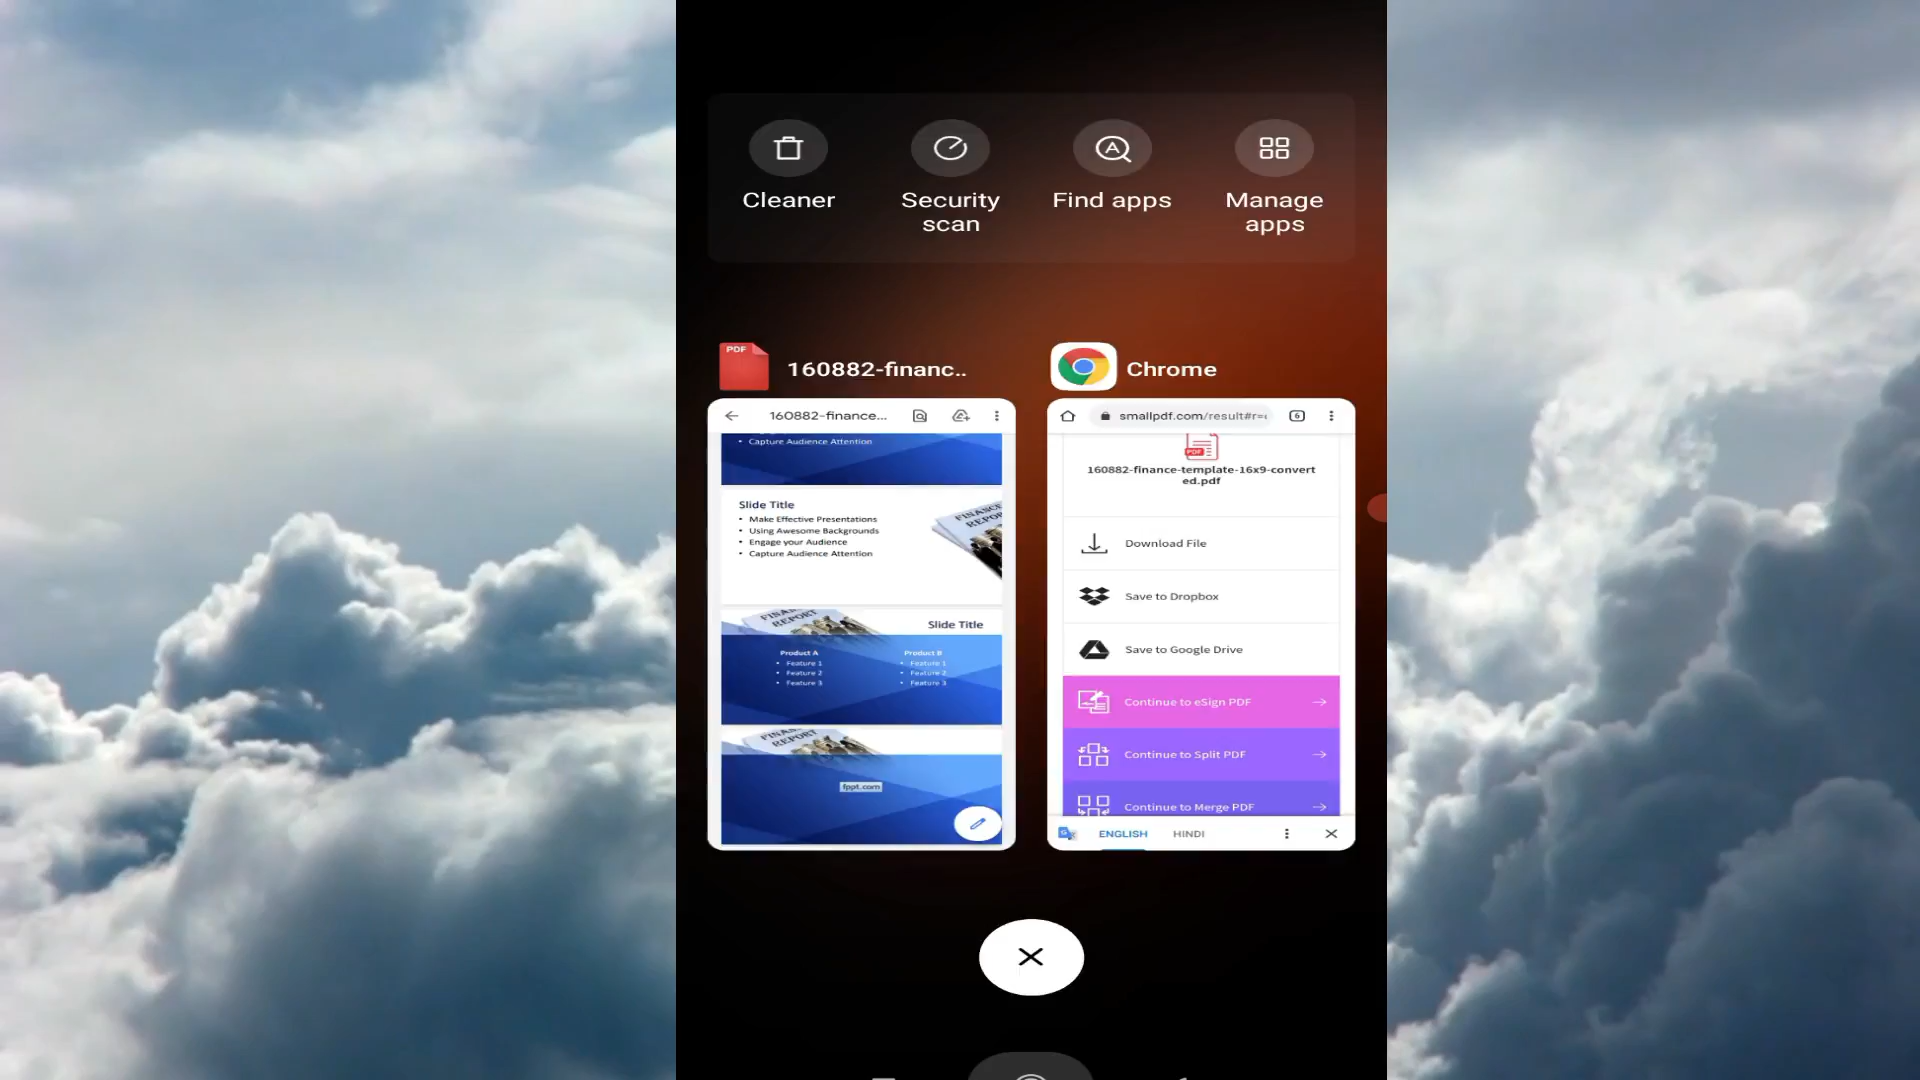 Cleaner
Security
scan
Find apps
Manage
apps
PDF
160882-financ..
Chrome
160882-finance...
Capture Audience Attention
Slide Title
• Make Effective Presentations
• Using Awesome Backgrounds
• Engage your Audience
• Capture Audience Attention
FINANCE
REPORT
Slide Title
REPORT
Product A
• Feature 1
• Feature 2
• Feature 3
Product B
• Feature 1
• Feature 2
• Feature 3
REPORT
fppt.com
smallpdf.com/result#r=
6
PDF
160882-finance-template-16x9-convert
ed.pdf
Download File
Save to Dropbox
Save to Google Drive
Continue to eSign PDF
Continue to Split PDF
Continue to Merge PDF
ENGLISH
HINDI